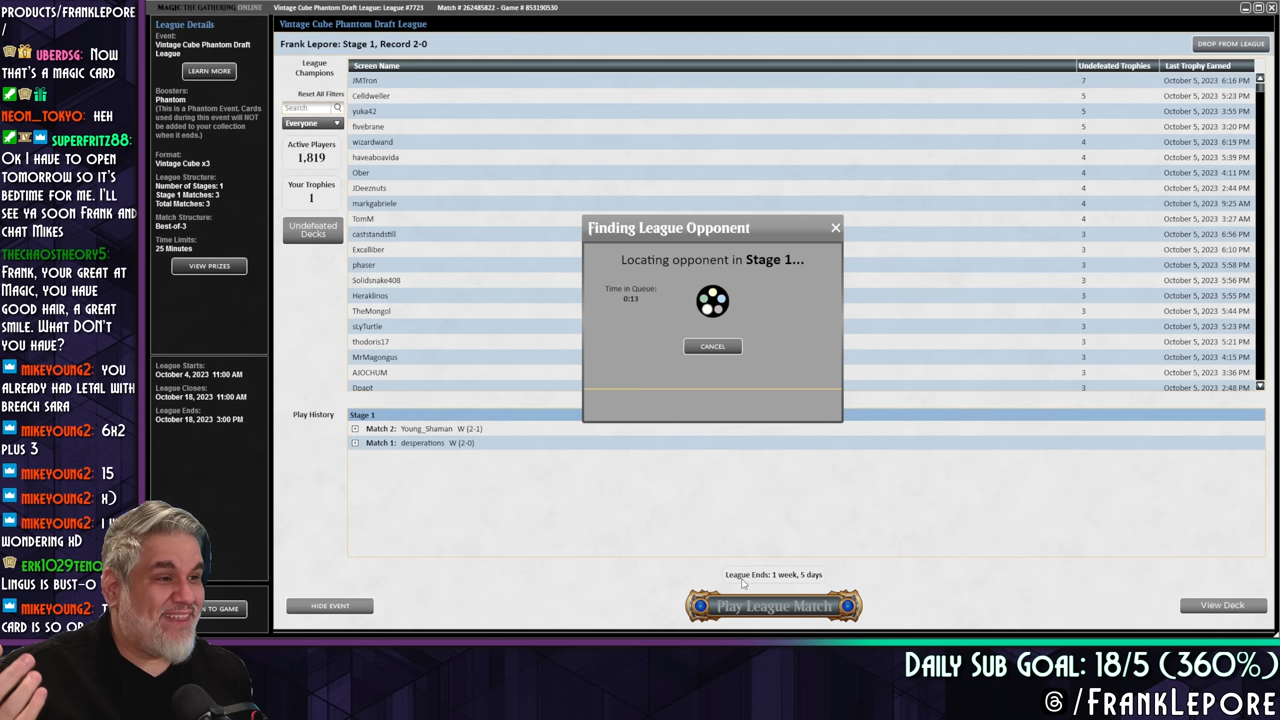 PRODUCTS/FRANKLEPORE
/
UBERDSG: NOW
THAT'S A MAGIC CARD
NEON_TOKYO: HEH
SUPERFRITZ88:
OK I HAVE TO OPEN
TOMORROW SO IT'S
BEDTIME FOR ME. I'LL
SEE YA SOON FRANK AND
CHAT MIKES
THECHAOSTHEORY5:
FRANK, YOUR GREAT AT
MAGIC, YOU HAVE
GOOD HAIR, A GREAT
SMILE. WHAT DON'T
YOU HAVE?
MIKEYOUNG2: YOU
ALREADY HAD LETAL WITH
BREACH SARA
MIKEYOUNG2: 6X2
PLUS 3
MIKEYOUNG2: 15
MIKEYOUNG2: X)
MIKEYOUNG2: I
WONDERING XD
ERK1029TENO
LINGUS IS BUST-O
MIKEYOUNG2:
CARD IS SO OP
MAGIC THE GATHERING ONLINE
Vintage Cube Phantom Draft League: League #7723
Match # 262485822 - Game # 853190530
League Details
Event:
Vintage Cube Phantom Draft
League
LEARN MORE
Boosters:
Phantom
(This is a Phantom Event. Cards
used during this event will NOT
be added to your collection
when it ends.)
Format:
Vintage Cube x3
League Structure:
Number of Stages: 1
Stage 1 Matches: 3
Total Matches: 3
Match Structure:
Best-of-3
Time Limits:
25 Minutes
VIEW PRIZES
League Starts:
October 4, 2023 11:00 AM
League Closes:
October 18, 2023 11:00 AM
League Ends:
October 18, 2023 3:00 PM
N TO GAME
Vintage Cube Phantom Draft League
Frank Lepore: Stage 1, Record 2-0
DROP FROM LEAGUE
League
Champions
Reset All Filters
Search
Everyone
Active Players
1,819
Your Trophies
1
Undefeated
Decks
Screen Name Undefeated Trophies Last Trophy Earned
JMTron 7 October 5, 2023 6:16 PM
Celldweller 5 October 5, 2023 5:23 PM
yuka42 5 October 5, 2023 3:55 PM
fivebrane 5 October 5, 2023 3:20 PM
wizardwand 4 October 5, 2023 6:41 PM
haveaboavida 4 October 5, 2023 5:39 PM
Ober 4 October 5, 2023 4:11 PM
JDeeznuts 4 October 5, 2023 2:44 PM
markgabriele 4 October 5, 2023 9:25 AM
TomM 4 October 5, 2023 3:27 AM
caststandstill 3 October 5, 2023 6:56 PM
Excalliber 3 October 5, 2023 6:10 PM
phaser 3 October 5, 2023 5:56 PM
Solidsnake408 3 October 5, 2023 5:56 PM
Heraklinos 3 October 5, 2023 5:55 PM
TheMongol 3 October 5, 2023 5:44 PM
sLyTurtle 3 October 5, 2023 5:23 PM
thodoris17 3 October 5, 2023 5:21 PM
MrMagongus 3 October 5, 2023 4:15 PM
AJOCHUM 3 October 5, 2023 3:36 PM
Dpapt 3 October 5, 2023 2:48 PM
Finding League Opponent
Locating opponent in Stage 1...
Time in Queue:
0:13
CANCEL
Play History
Stage 1
Match 2: Young_Shaman W (2-1)
Match 1: desperations W (2-0)
League Ends: 1 week, 5 days
HIDE EVENT
Play League Match
View Deck
DAILY SUB GOAL: 18/5 (360%)
@/FRANKLEPORE